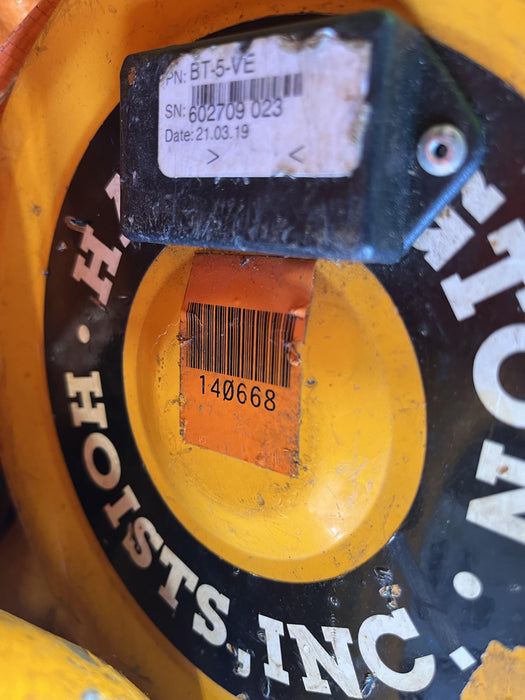 PN: BT-5-VE
SN: 602709 023
Date: 21.03.19
> <
140668
HOISTS, INC.